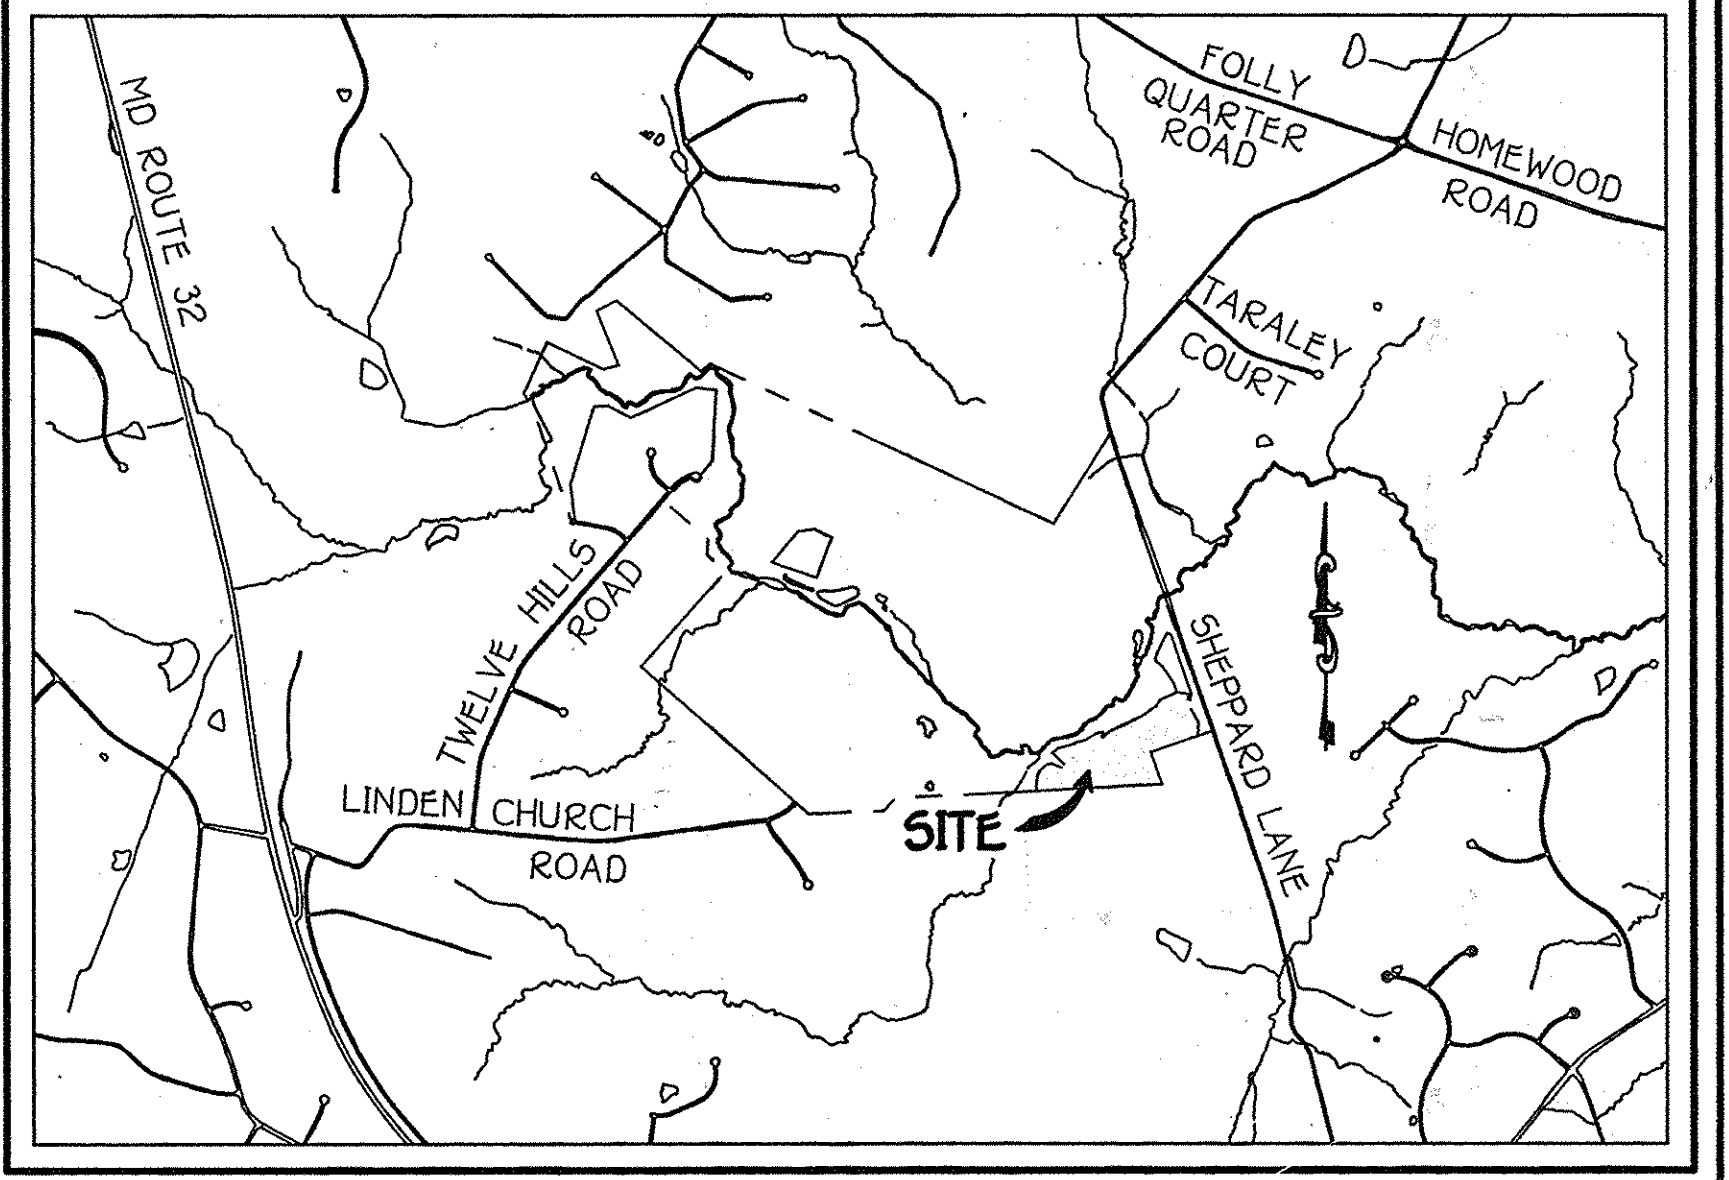 MD ROUTE 32
FOLLY
QUARTER
ROAD
HOMEWOOD
ROAD
TARALEY
COURT
TWELVE HILLS
ROAD
SHEPPARD LANE
LINDEN CHURCH
ROAD
SITE